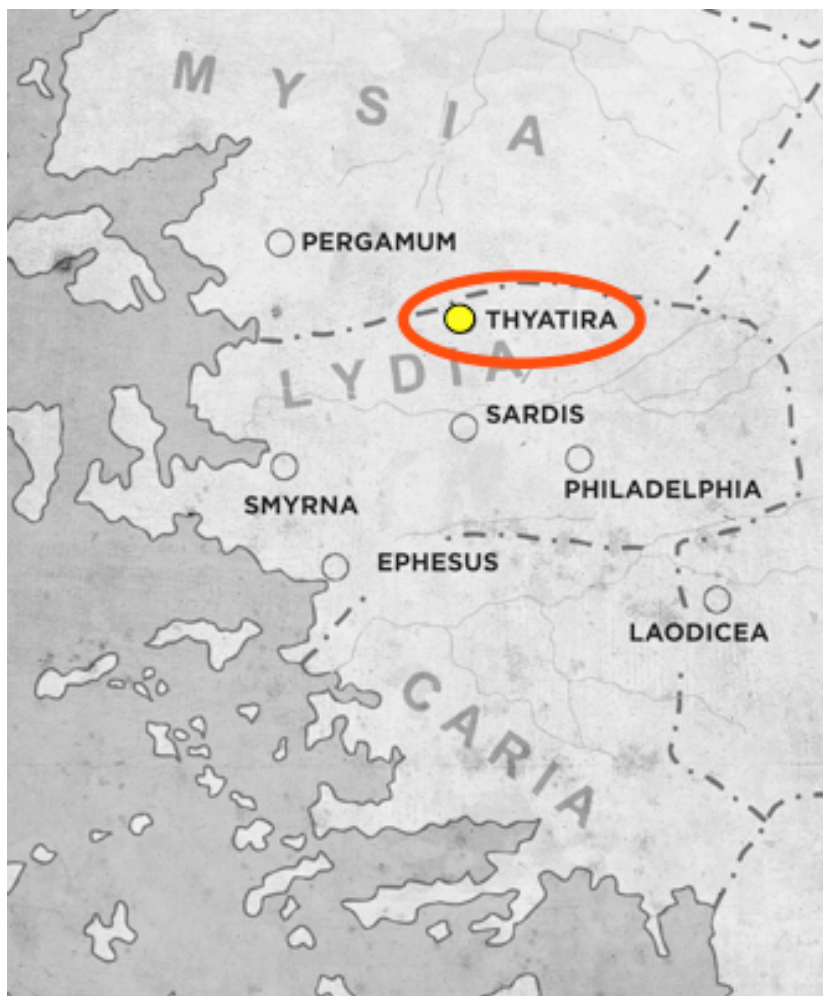 MYSIA
PERGAMUM
THYATIRA
LYDIA
SARDIS
PHILADELPHIA
SMYRNA
EPHESUS
LAODICEA
CARIA